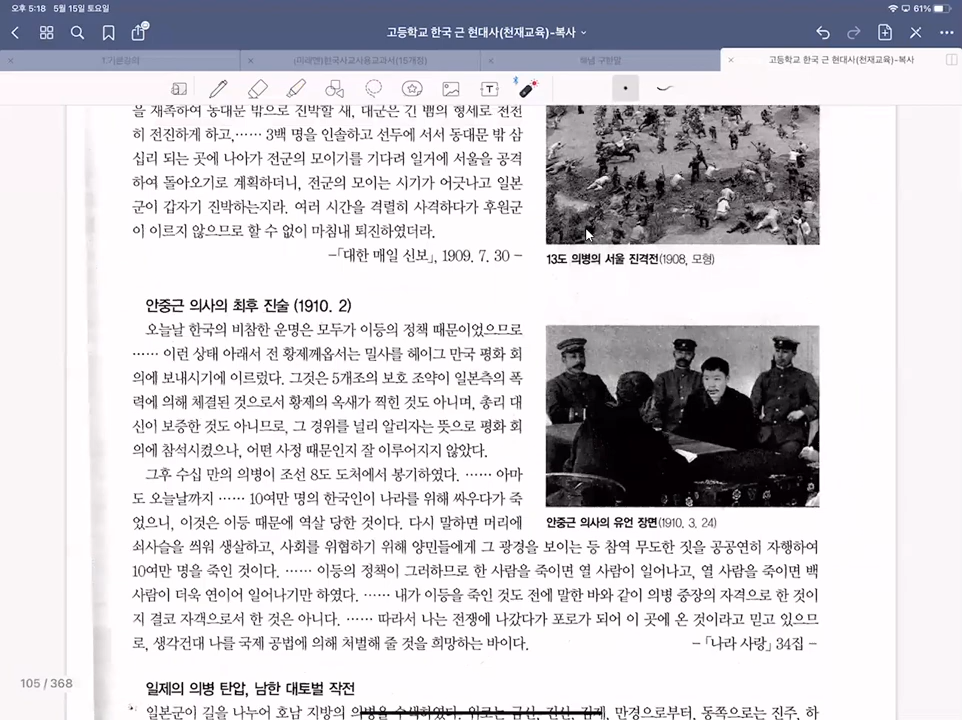 오후 5:18 5월 15일 토요일
61%
고등학교 한국 근 현대사(천재교육)-복사
(미래엔)한국사교사용교과서(15개정)
고등학교 한국 근 현대사(천재교육)-복사
을 재촉하여 동대문 밖으로 진박할 새, 대군은 긴 뱀의 형세로 전전
히 전진하게 하고,…… 3백 명을 인솔하고 선두에 서서 동대문 밖 삼
십리 되는 곳에 나아가 전군의 모이기를 기다려 일거에 서울을 공격
하여 돌아오기로 계획하더니, 전군의 모이는 시기가 어긋나고 일본
군이 갑자기 진박하는지라. 여러 시간을 격렬히 사격하다가 후원군
이 이르지 않으므로 할 수 없이 마침내 퇴진하였더라.
-「대한 매일 신보」, 1909. 7. 30 -
13도 의병의 서울 진격전(1908, 모형)
안중근 의사의 최후 진술 (1910. 2)
오늘날 한국의 비참한 운명은 모두가 이등의 정책 때문이었으므로
…… 이런 상태 아래서 전 황제께옵서는 밀사를 헤이그 만국 평화 회
의에 보내시기에 이르렀다. 그것은 5개조의 보호 조약이 일본측의 폭
력에 의해 체결된 것으로서 황제의 옥새가 찍힌 것도 아니며, 총리 대
신이 보증한 것도 아니므로, 그 경위를 널리 알리자는 뜻으로 평화 회
의에 참석시켰으나, 어떤 사정 때문인지 잘 이루어지지 않았다.
그후 수십 만의 의병이 조선 8도 도처에서 봉기하였다. …… 아마
도 오늘날까지 …… 10여만 명의 한국인이 나라를 위해 싸우다가 죽
었으니, 이것은 이등 때문에 역살 당한 것이다. 다시 말하면 머리에
쇠사슬을 씌워 생살하고, 사회를 위협하기 위해 양민들에게 그 광경을 보이는 등 참역 무도한 짓을 공공연히 자행하여
10여만 명을 죽인 것이다. …… 이등의 정책이 그러하므로 한 사람을 죽이면 열 사람이 일어나고, 열 사람을 죽이면 백
사람이 더욱 연이어 일어나기만 하였다. …… 내가 이등을 죽인 것도 전에 말한 바와 같이 의병 중장의 자격으로 한 것이
지 결코 자객으로서 한 것은 아니다. …… 따라서 나는 전쟁에 나갔다가 포로가 되어 이 곳에 온 것이라고 믿고 있으므
로, 생각건대 나를 국제 공법에 의해 처벌해 줄 것을 희망하는 바이다.
-「나라 사랑」 34집 -
안중근 의사의 유언 장면(1910. 3. 24)
105 / 368
일제의 의병 탄압, 남한 대토벌 작전
일본군이 길을 나누어 호남 지방의 의병을 수색하였다. 위로는 금산, 진산, 김제, 만경으로부터, 동쪽으로는 진주, 하